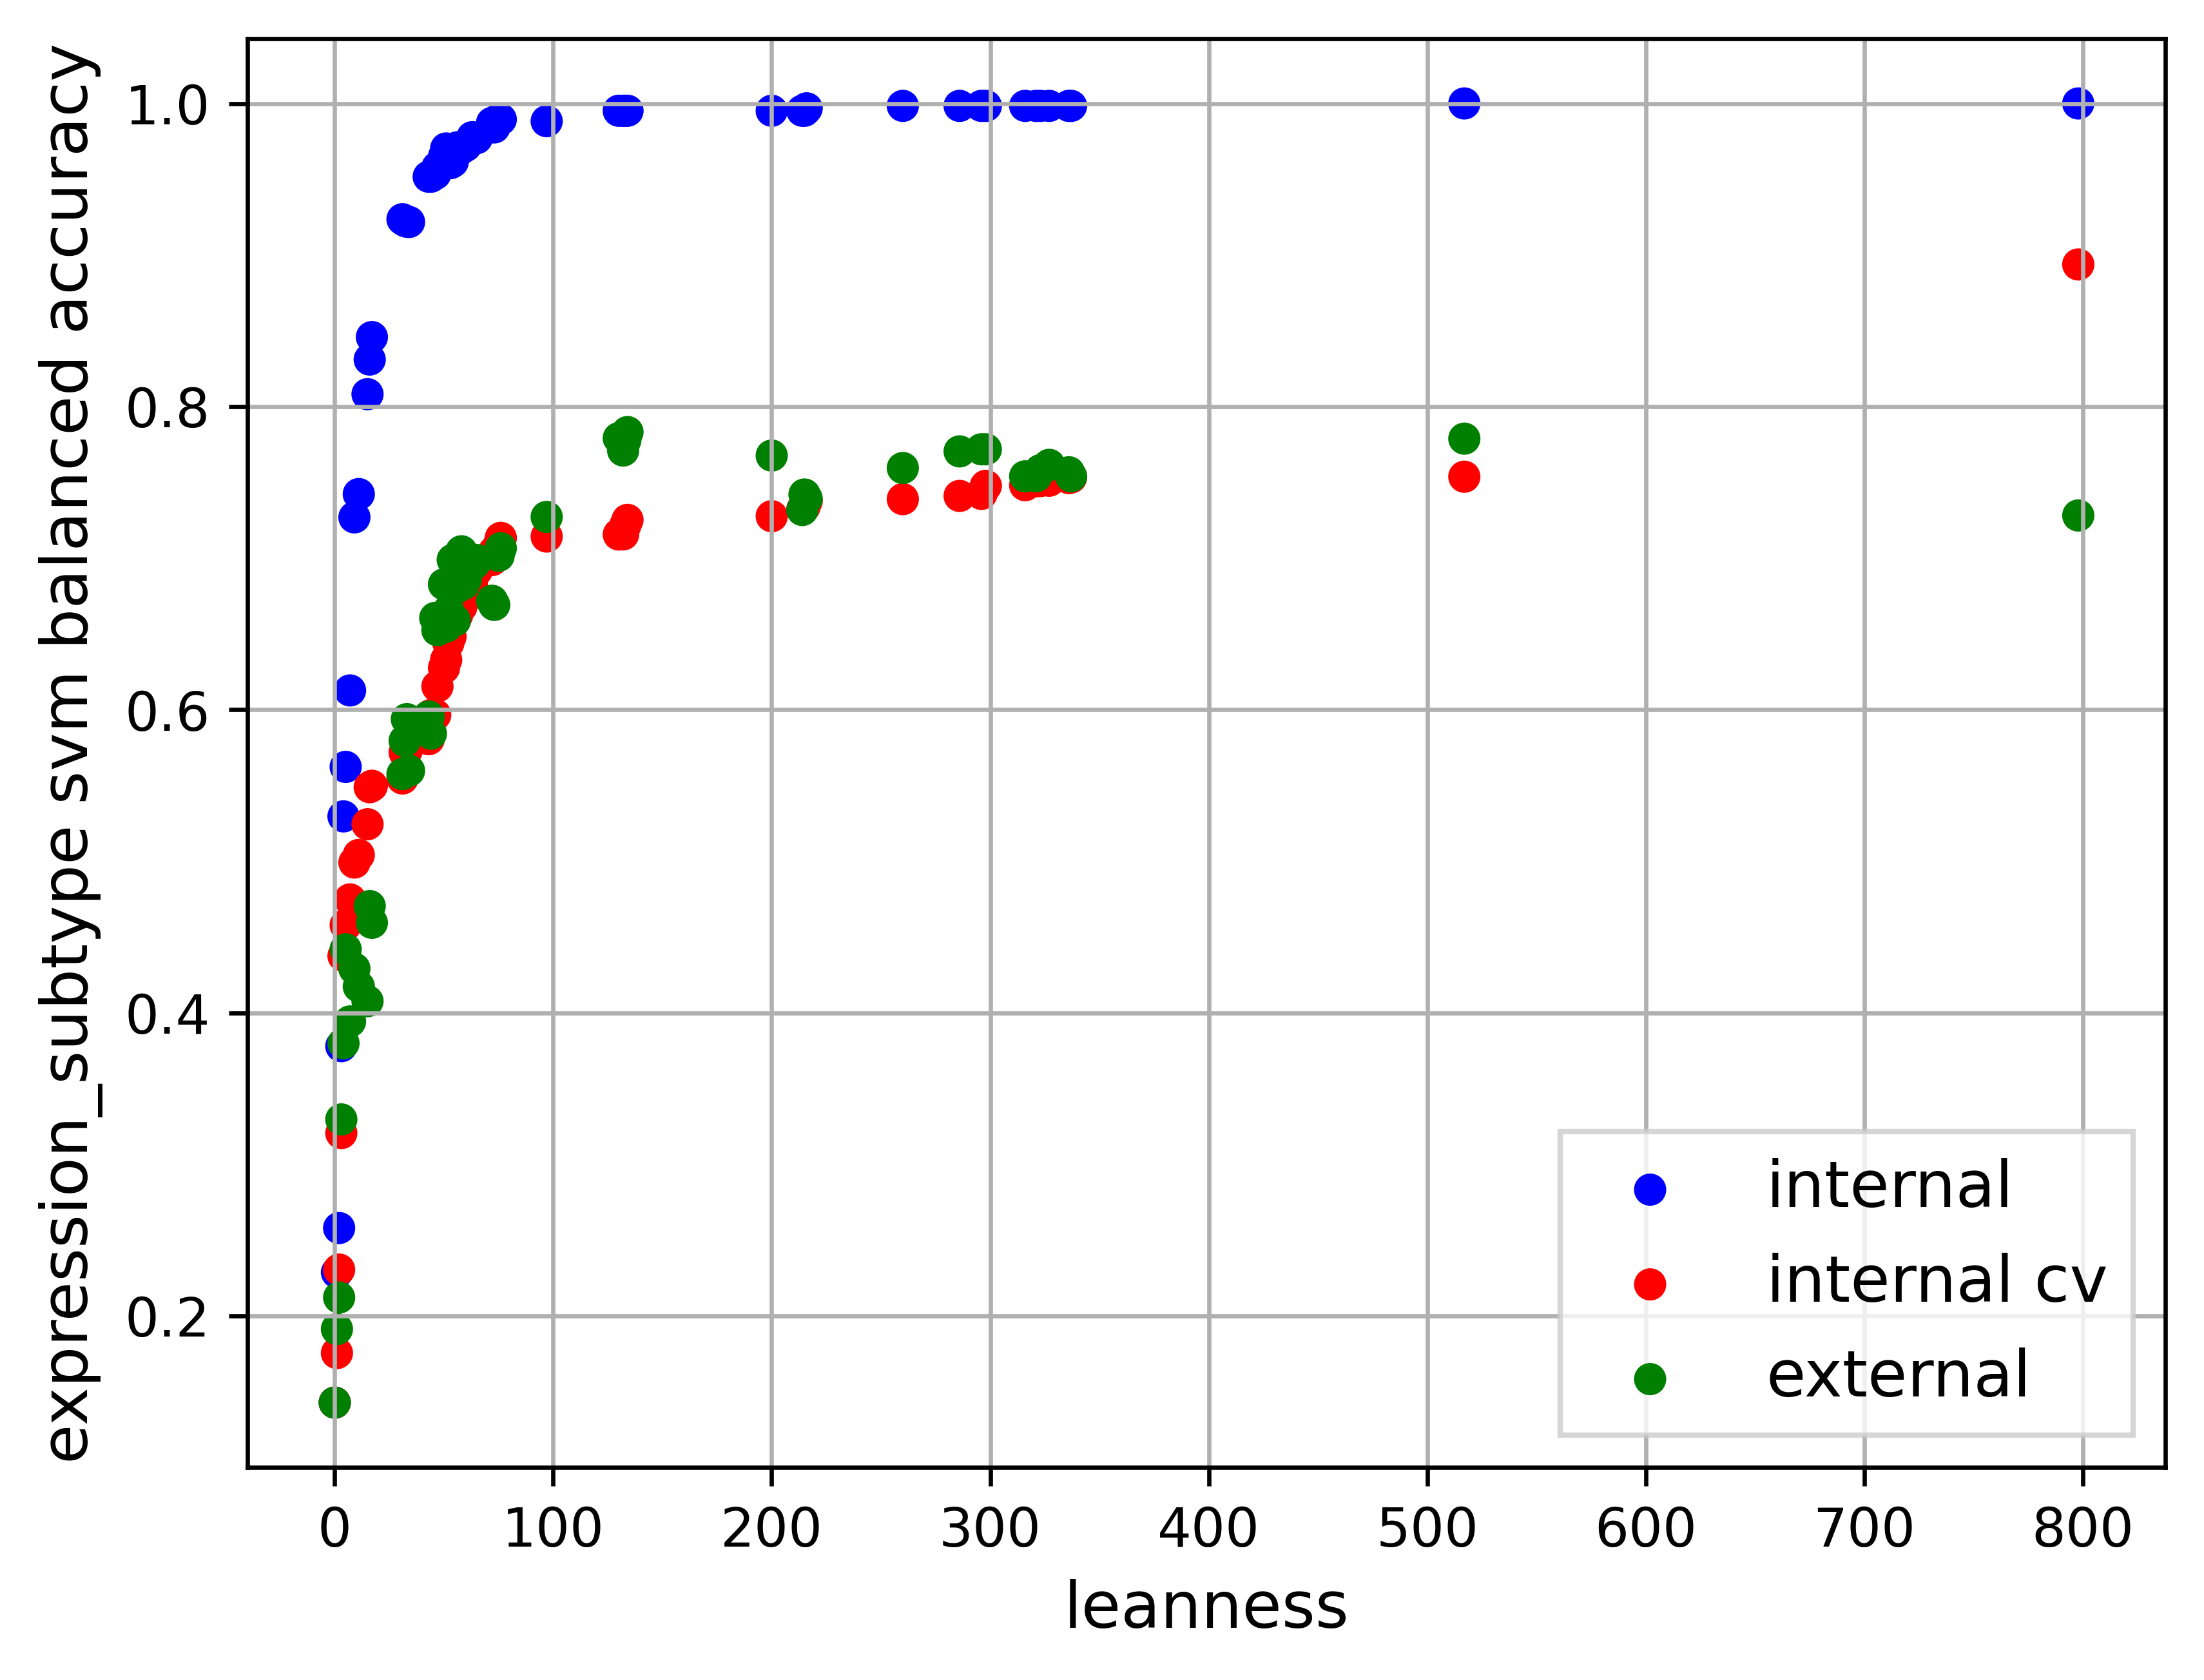 expression_subtype svm balanced accuracy
1.0
0.8
0.6
0.4
0.2
0 100 200 300 400 500 600 700 800
leanness
internal
internal cv
external